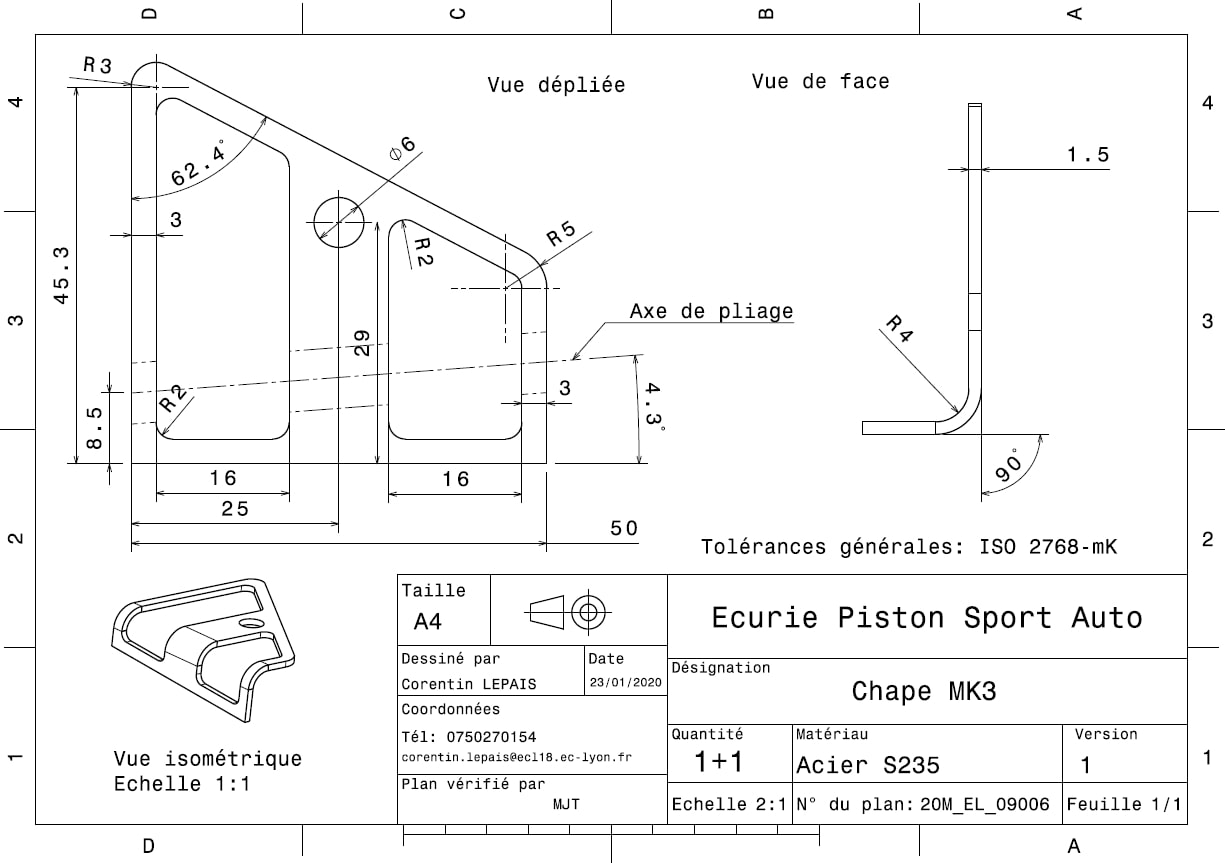 D
C
B
A
4
4
3
3
2
2
1
1
R3
Vue dépliée
Vue de face
62.4°
⌀6
1.5
3
R2
R5
45.3
Axe de pliage
29
R4
3
R2
8.5
4.3°
16
16
25
50
90°
Tolérances générales: ISO 2768-mK
Vue isométrique
Echelle 1:1
Taille
A4
Ecurie Piston Sport Auto
Dessiné par
Corentin LEPAIS
Date
23/01/2020
Désignation
Chape MK3
Coordonnées
Tél: 0750270154
corentin.lepais@ecl18.ec-lyon.fr
Quantité
1+1
Matériau
Acier S235
Version
1
Plan vérifié par
MJT
Echelle 2:1
N° du plan: 20M_EL_09006
Feuille 1/1
D
A